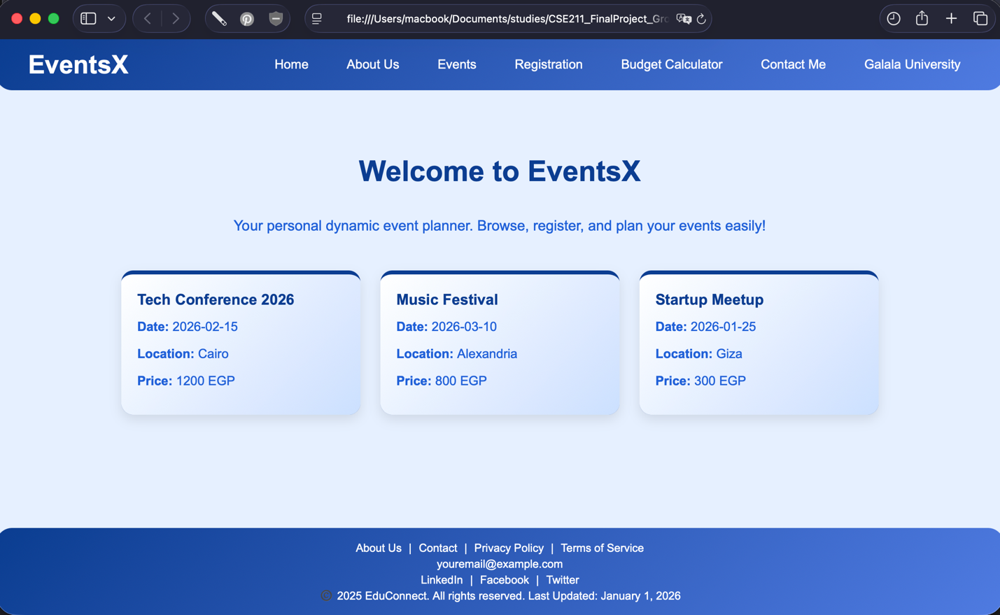 file:///Users/macbook/Documents/studies/CSE211_FinalProject_Gr
EventsX
Home
About Us
Events
Registration
Budget Calculator
Contact Me
Galala University
Welcome to EventsX
Your personal dynamic event planner. Browse, register, and plan your events easily!
Tech Conference 2026
Date: 2026-02-15
Location: Cairo
Price: 1200 EGP
Music Festival
Date: 2026-03-10
Location: Alexandria
Price: 800 EGP
Startup Meetup
Date: 2026-01-25
Location: Giza
Price: 300 EGP
About Us | Contact | Privacy Policy | Terms of Service
youremail@example.com
LinkedIn | Facebook | Twitter
© 2025 EduConnect. All rights reserved. Last Updated: January 1, 2026